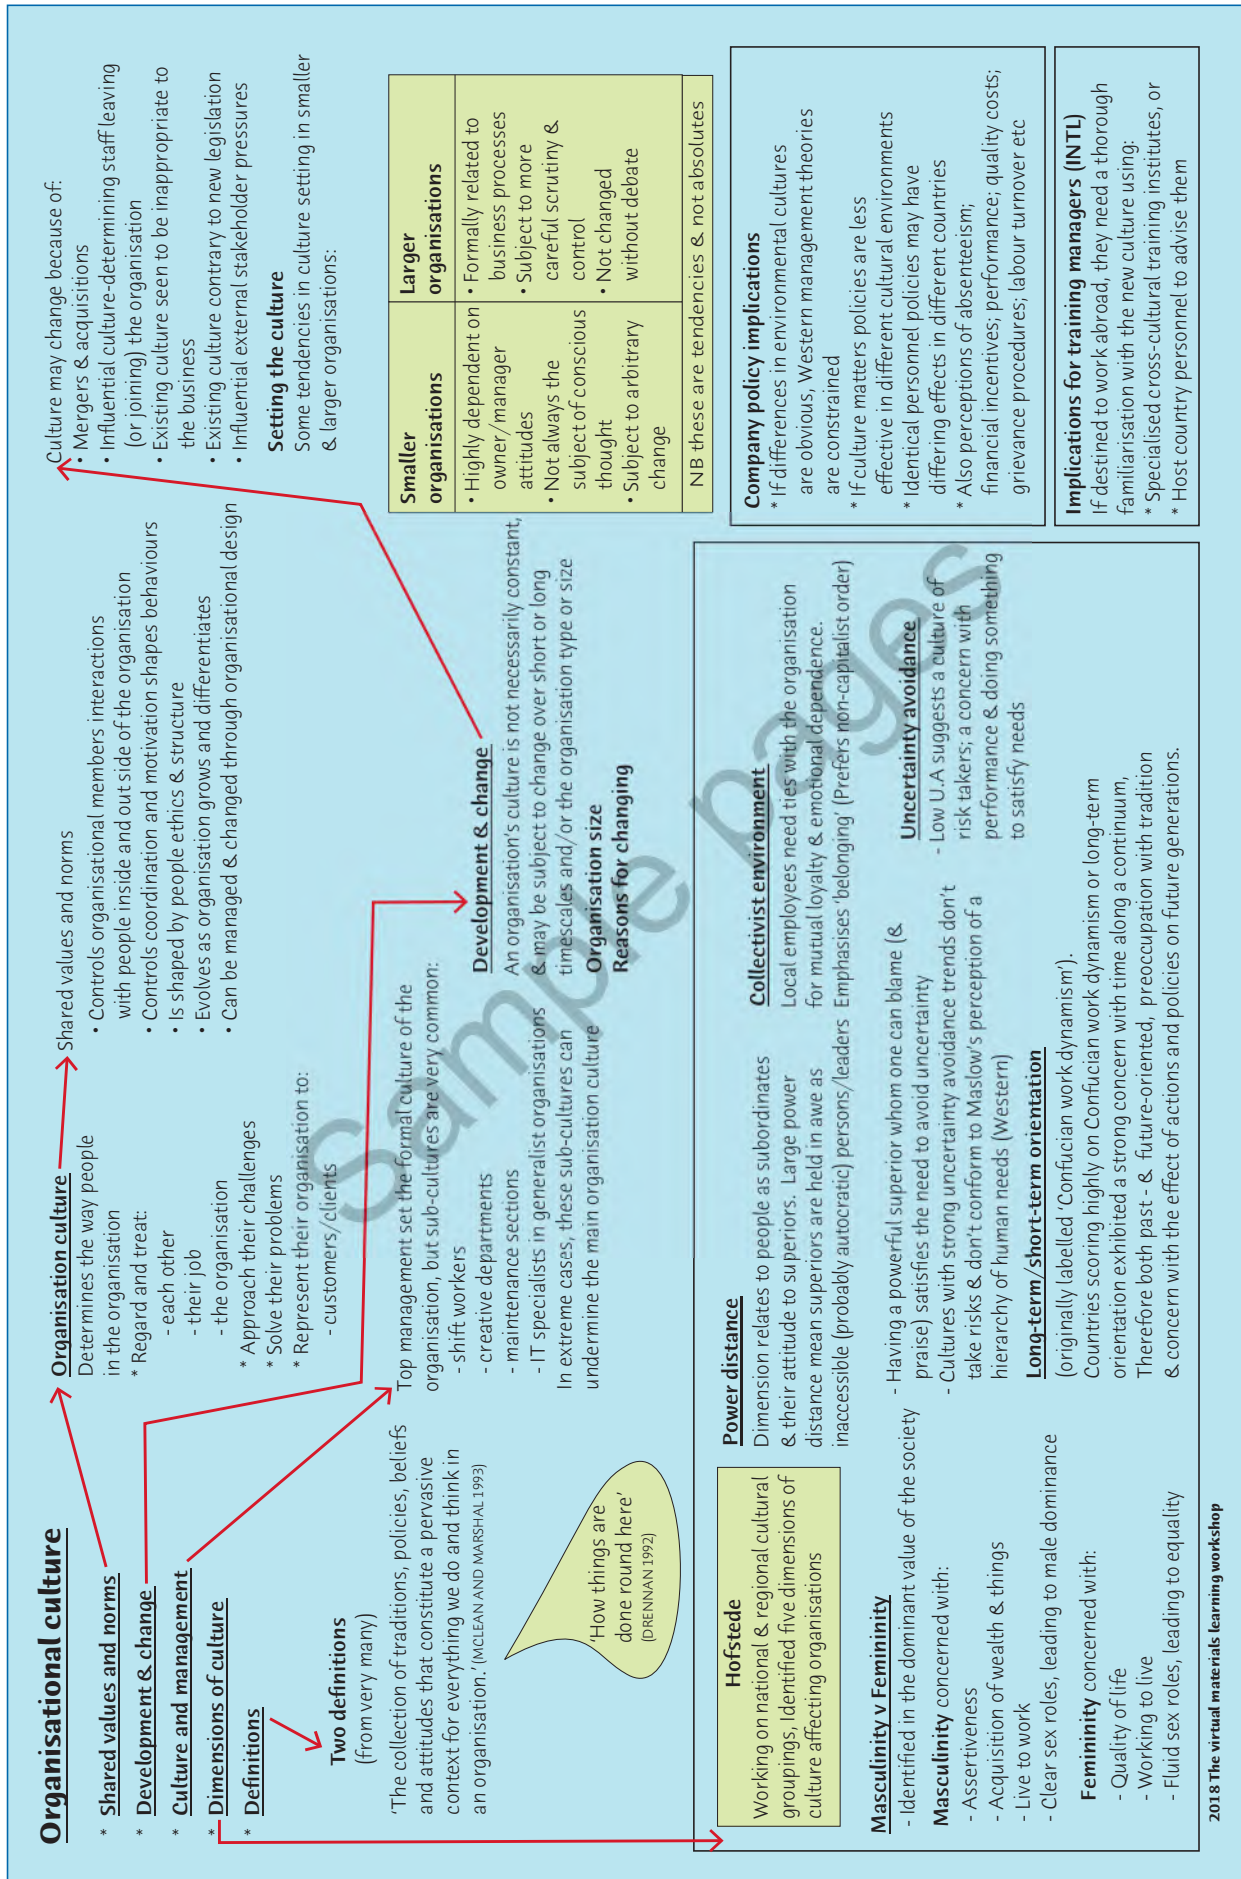 Organisational culture
* Shared values and norms
* Development & change
* Culture and management
* Dimensions of culture
* Definitions
Two definitions
(from very many)
'The collection of traditions, policies, beliefs
and attitudes that constitute a pervasive
context for everything we do and think in
an organisation.' (MCLEAN AND MARSHAL 1993)
'How things are
done round here'
(DRENNAN 1992)
Organisation culture
Determines the way people
in the organisation
* Regard and treat:
- each other
- their job
- the organisation
* Approach their challenges
* Solve their problems
* Represent their organisation to:
- customers/clients
Shared values and norms
• Controls organisational members interactions
with people inside and out side of the organisation
• Controls coordination and motivation shapes behaviours
• Is shaped by people ethics & structure
• Evolves as organisation grows and differentiates
• Can be managed & changed through organisational design
Top management set the formal culture of the
organisation, but sub-cultures are very common:
- shift workers
- creative departments
- maintenance sections
- IT specialists in generalist organisations
In extreme cases, these sub-cultures can
undermine the main organisation culture
Development & change
An organisation's culture is not necessarily constant,
& may be subject to change over short or long
timescales and/or the organisation type or size
Organisation size
Reasons for changing
Culture may change because of:
• Mergers & acquisitions
• Influential culture-determining staff leaving
(or joining) the organisation
• Existing culture seen to be inappropriate to
the business
• Existing culture contrary to new legislation
• Influential external stakeholder pressures
Setting the culture
Some tendencies in culture setting in smaller
& larger organisations:
Smaller
organisations
• Highly dependent on
owner/manager
attitudes
• Not always the
subject of conscious
thought
• Subject to arbitrary
change
Larger
organisations
• Formally related to
business processes
• Subject to more
careful scrutiny &
control
• Not changed
without debate
NB these are tendencies & not absolutes
Hofstede
Working on national & regional cultural
groupings, Identified five dimensions of
culture affecting organisations
Power distance
Dimension relates to people as subordinates
& their attitude to superiors. Large power
distance mean superiors are held in awe as
inaccessible (probably autocratic) persons/leaders
Collectivist environment
Local employees need ties with the organisation
for mutual loyalty & emotional dependence.
Emphasises 'belonging' (Prefers non-capitalist order)
Masculinity v Femininity
- Identified in the dominant value of the society
Masculinity concerned with:
- Assertiveness
- Acquisition of wealth & things
- Live to work
- Clear sex roles, leading to male dominance
Femininity concerned with:
- Quality of life
- Working to live
- Fluid sex roles, leading to equality
- Having a powerful superior whom one can blame (&
praise) satisfies the need to avoid uncertainty
- Cultures with strong uncertainty avoidance trends don't
take risks & don't conform to Maslow's perception of a
hierarchy of human needs (Western)
Uncertainty avoidance
- Low U.A suggests a culture of
risk takers; a concern with
performance & doing something
to satisfy needs
Long-term/short-term orientation
(originally labelled 'Confucian work dynamism').
Countries scoring highly on Confucian work dynamism or long-term
orientation exhibited a strong concern with time along a continuum,
Therefore both past - & future-oriented, preoccupation with tradition
& concern with the effect of actions and policies on future generations.
Company policy implications
* If differences in environmental cultures
are obvious, Western management theories
are constrained
* If culture matters policies are less
effective in different cultural environments
* Identical personnel policies may have
differing effects in different countries
* Also perceptions of absenteeism;
financial incentives; performance; quality costs;
grievance procedures; labour turnover etc
Implications for training managers (INTL)
If destined to work abroad, they need a thorough
familiarisation with the new culture using:
* Specialised cross-cultural training institutes, or
* Host country personnel to advise them
2018 The virtual materials learning workshop
Sample pages